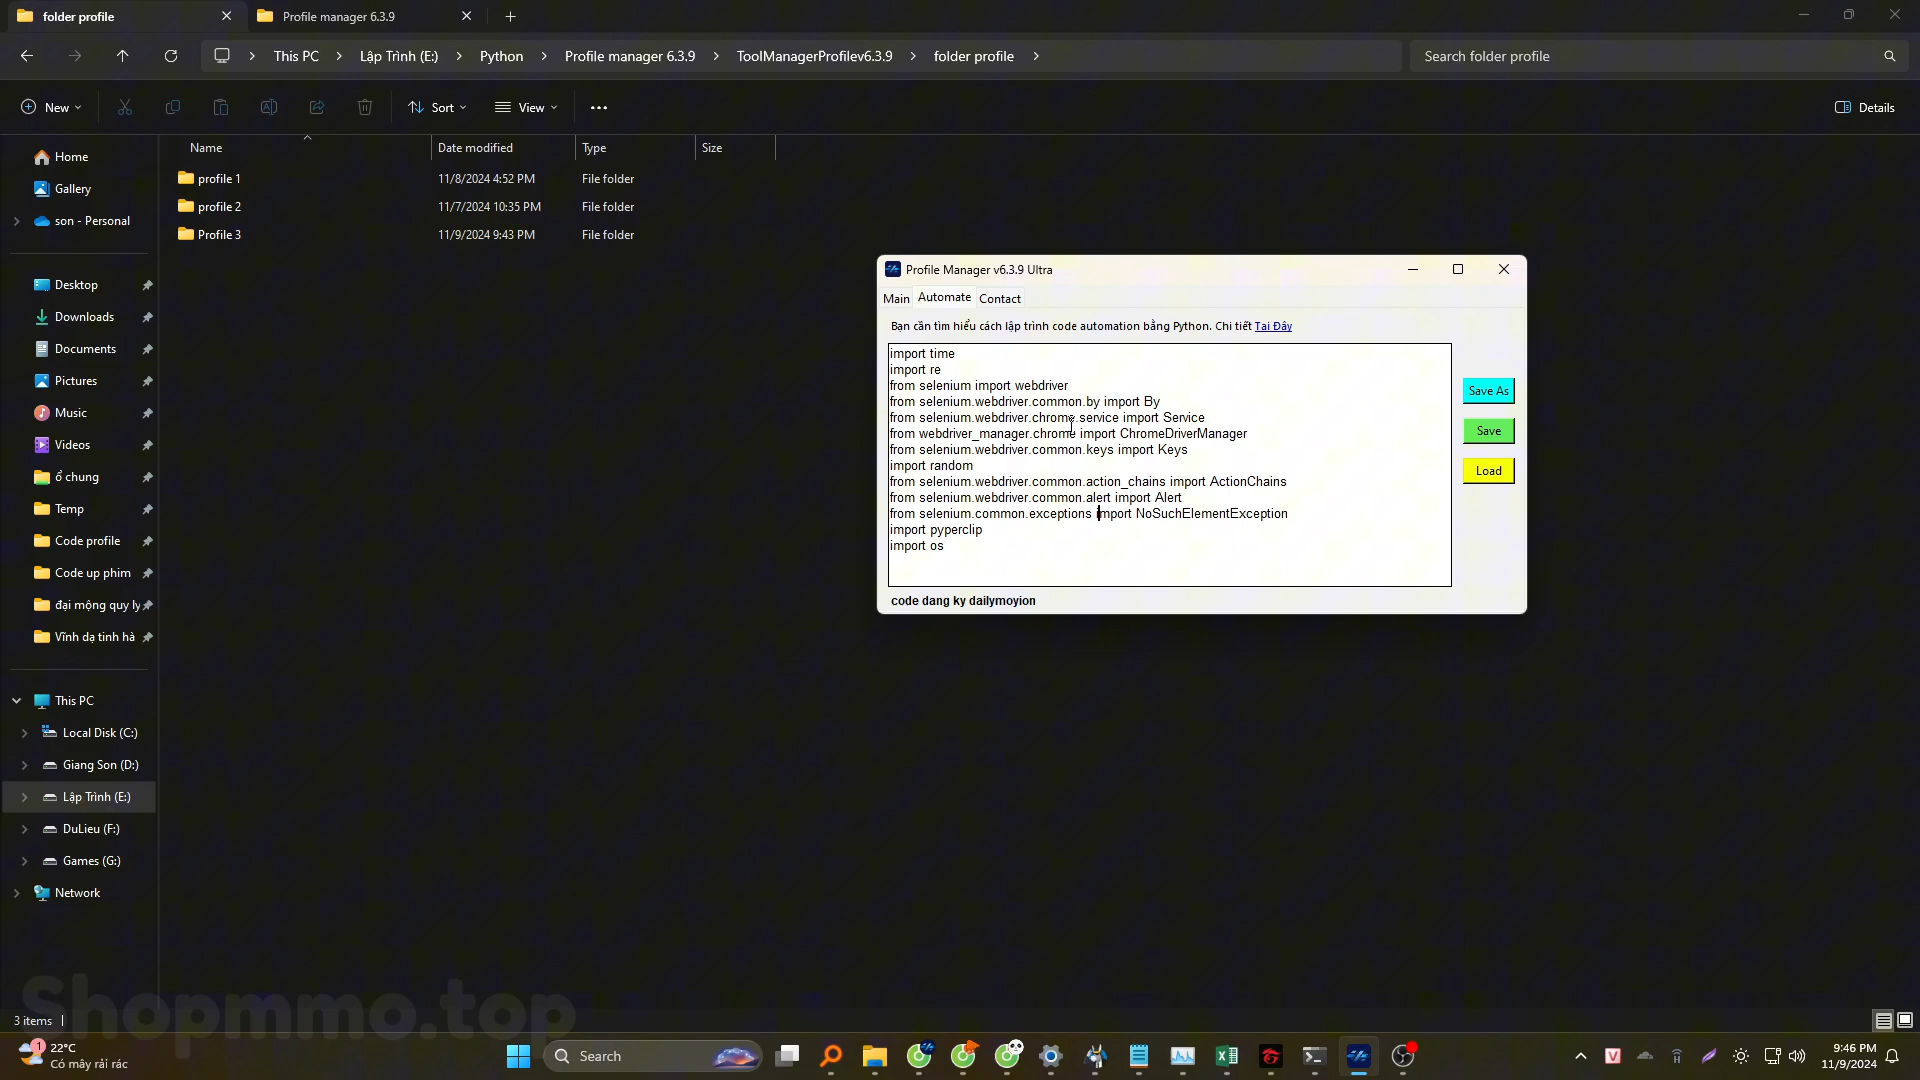 folder profile
Profile manager 6.3.9
This PC
Lập Trình (E:)
Python
Profile manager 6.3.9
ToolManagerProfilev6.3.9
folder profile
Search folder profile
New
Sort
View
Details
Name
Date modified
Type
Size
profile 1 11/8/2024 4:52 PM File folder
profile 2 11/7/2024 10:35 PM File folder
Profile 3 11/9/2024 9:43 PM File folder
Home
Gallery
son - Personal
Desktop
Downloads
Documents
Pictures
Music
Videos
ổ chung
Temp
Code profile
Code up phim
đại mộng quy ly
Vĩnh dạ tinh hà
This PC
Local Disk (C:)
Giang Son (D:)
Lập Trình (E:)
DuLieu (F:)
Games (G:)
Network
Profile Manager v6.3.9 Ultra
Main
Automate
Contact
Bạn cần tìm hiểu cách lập trình code automation bằng Python. Chi tiết Tại Đây
import time
import re
from selenium import webdriver
from selenium.webdriver.common.by import By
from selenium.webdriver.chrome.service import Service
from webdriver_manager.chrome import ChromeDriverManager
from selenium.webdriver.common.keys import Keys
import random
from selenium.webdriver.common.action_chains import ActionChains
from selenium.webdriver.common.alert import Alert
from selenium.common.exceptions import NoSuchElementException
import pyperclip
import os
Save As
Save
Load
code dang ky dailymoyion
Shopmmo.top
3 items
1
22°C
Có mây rải rác
Search
V
9:46 PM
11/9/2024